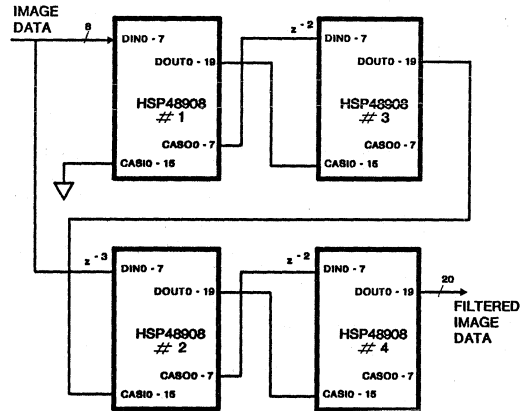 IMAGE
DATA
8
DIN0 - 7
DOUT0 - 19
HSP48908
# 1
CASO0 - 7
CASI0 - 15
z -2
DIN0 - 7
DOUT0 - 19
HSP48908
# 3
CASO0 - 7
CASI0 - 15
z -3
DIN0 - 7
DOUT0 - 19
HSP48908
# 2
CASO0 - 7
CASI0 - 15
z -2
DIN0 - 7
DOUT0 - 19
HSP48908
# 4
CASO0 - 7
CASI0 - 15
20
FILTERED
IMAGE
DATA